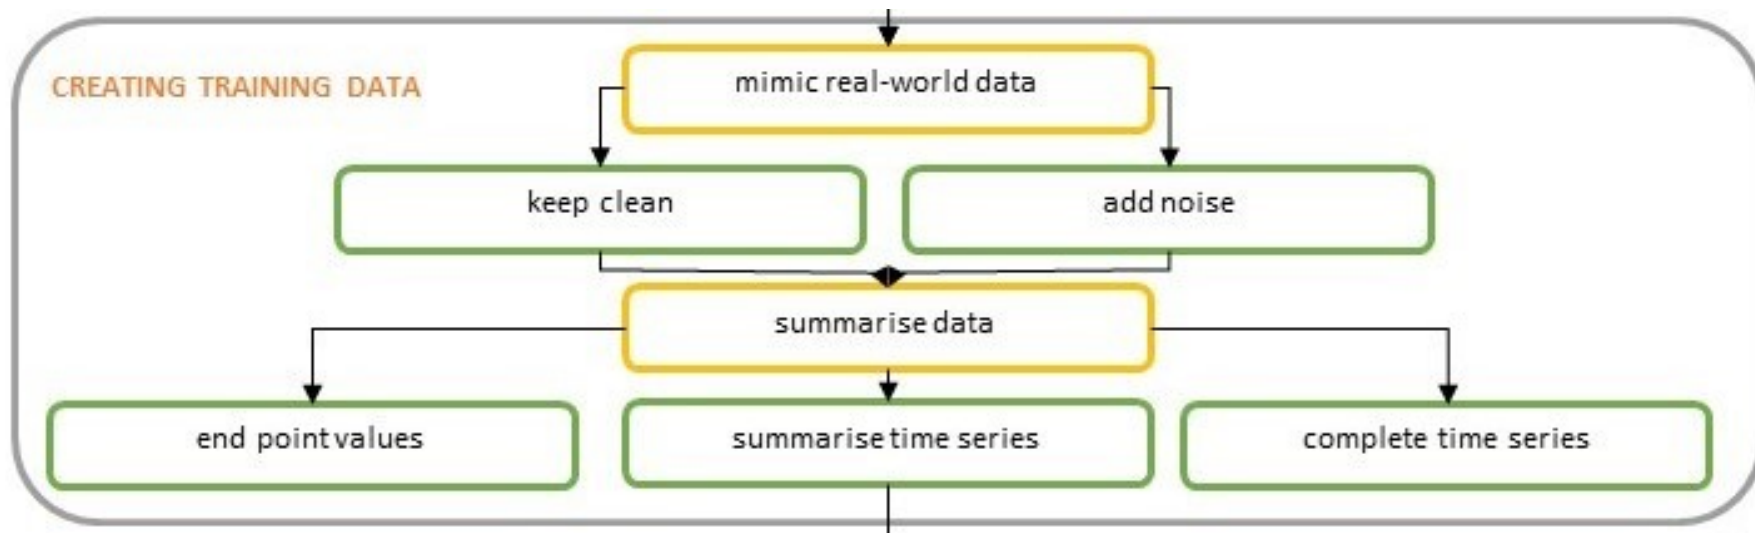 CREATING TRAINING DATA
mimic real-world data
keep clean
add noise
summarise data
end point values
summarise time series
complete time series